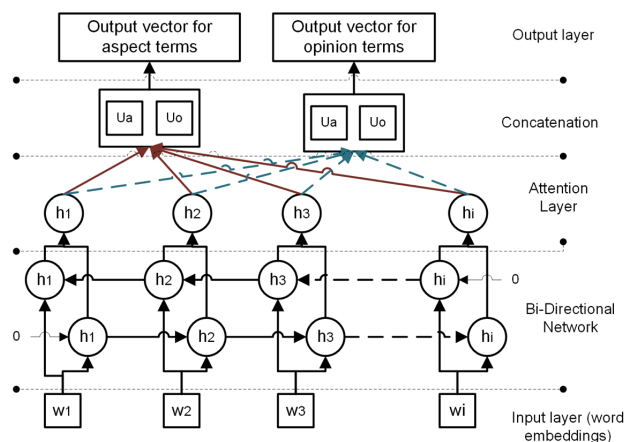 Output vector for
aspect terms
Output vector for
opinion terms
Output layer
Ua
Uo
Ua
Uo
Concatenation
Attention
Layer
h1
h2
h3
hi
h1
h2
h3
hi
0
Bi-Directional
Network
0
h1
h2
h3
hi
w1
w2
w3
wi
Input layer (word
embeddings)